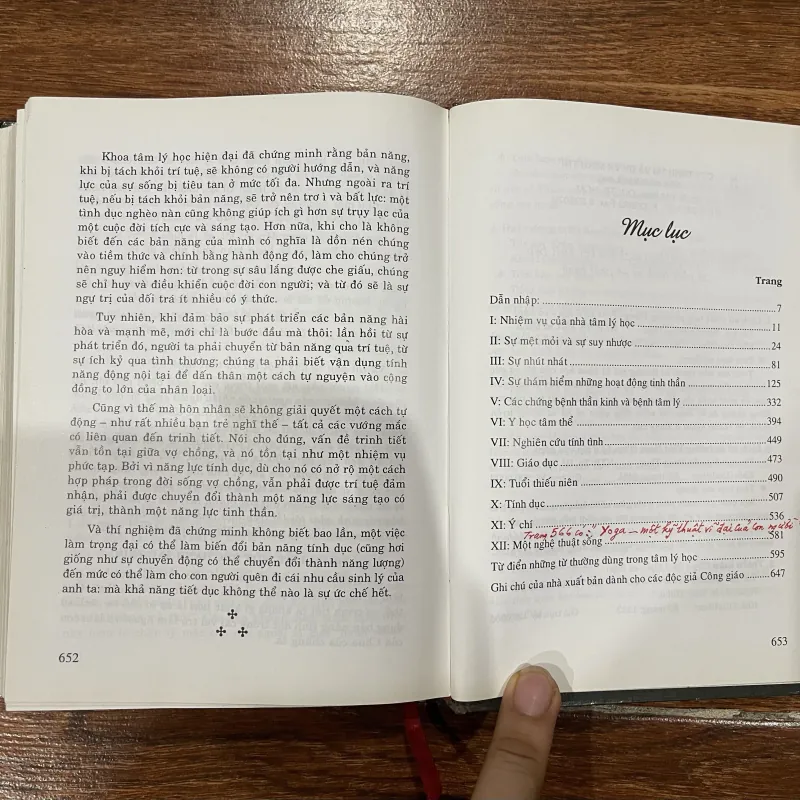 Khoa tâm lý học hiện đại đã chứng minh rằng bản năng,
khi bị tách khỏi trí tuệ, sẽ không có người hướng dẫn, và năng
lực của sự sống bị tiêu tan ở mức tối đa. Nhưng ngoài ra trí
tuệ, nếu bị tách khỏi bản năng, sẽ trở nên trơ ì và bất lực: một
tình dục nghèo nàn cũng không giúp ích gì hơn sự trụy lạc của
một cuộc đời tích cực và sáng tạo. Hơn nữa, khi cho là không
biết đến các bản năng của mình có nghĩa là dồn nén chúng
vào tiềm thức và chính bằng hành động đó, làm cho chúng trở
nên nguy hiểm hơn: từ trong sự sâu lắng được che giấu, chúng
sẽ chỉ huy và điều khiển cuộc đời con người; và từ đó sẽ là sự
ngự trị của dối trá ít nhiều có ý thức.
Tuy nhiên, khi đảm bảo sự phát triển các bản năng hài
hòa và mạnh mẽ, mới chỉ là bước đầu mà thôi: lần hồi từ sự
phát triển đó, người ta phải chuyển từ bản năng qua trí tuệ, từ
sự ích kỷ qua tình thương; chúng ta phải biết vận dụng tính
năng động nội tại để dấn thân một cách tự nguyện vào cộng
đồng to lớn của nhân loại.
Cũng vì thế mà hôn nhân sẽ không giải quyết một cách tự
động – như rất nhiều bạn trẻ nghĩ thế – tất cả các vướng mắc
có liên quan đến trinh tiết. Nói cho đúng, vấn đề trinh tiết
vẫn tồn tại giữa vợ chồng, và nó tồn tại như một nhiệm vụ
phức tạp. Bởi vì năng lực tính dục, dù cho nó có nở rộ một cách
hợp pháp trong đời sống vợ chồng, vẫn phải được trí tuệ đảm
nhận, phải được chuyển đổi thành một năng lực sáng tạo có
giá trị, thành một năng lực tinh thần.
Và thí nghiệm đã chứng minh không biết bao lần, một việc
làm trọng đại có thể làm biến đổi bản năng tính dục (cũng hơi
giống như sự chuyển động có thể chuyển đổi thành năng lượng)
đến mức có thể làm cho con người quên đi cái nhu cầu sinh lý của
anh ta: mà khả năng tiết dục không thể nào là sự ức chế hết.
652
Mục lục
Trang
Dẫn nhập: 7
I: Nhiệm vụ của nhà tâm lý học 11
II: Sự mệt mỏi và sự suy nhược 24
III: Sự nhút nhát 81
IV: Sự thám hiểm những hoạt động tinh thần 125
V: Các chứng bệnh thần kinh và bệnh tâm lý 332
VI: Y học tâm thể 394
VII: Nghiên cứu tính tình 449
VIII: Giáo dục 473
IX: Tuổi thiếu niên 490
X: Tính dục 507
XI: Ý chí 536
Trang 566 có: "Yoga – một kỹ thuật vĩ đại của con người"
XII: Một nghệ thuật sống 581
Từ điển những từ thường dùng trong tâm lý học 595
Ghi chú của nhà xuất bản dành cho các độc giả Công giáo 647
653